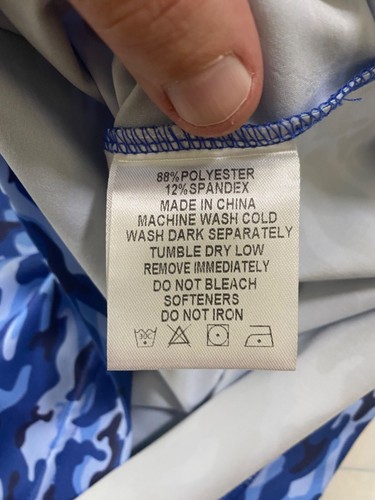 88%POLYESTER
12%SPANDEX
MADE IN CHINA
MACHINE WASH COLD
WASH DARK SEPARATELY
TUMBLE DRY LOW
REMOVE IMMEDIATELY
DO NOT BLEACH
SOFTENERS
DO NOT IRON